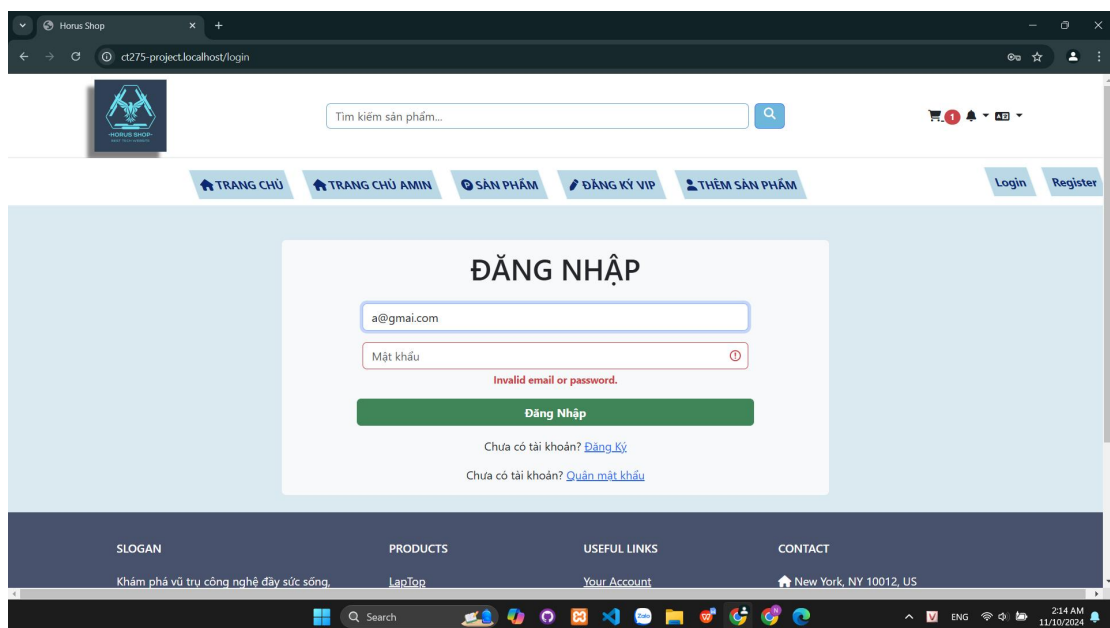 Horus Shop
ct275-project.localhost/login
-HORUS SHOP-
Tìm kiếm sản phẩm...
1
TRANG CHỦ TRANG CHỦ AMIN SẢN PHẨM ĐĂNG KÝ VIP THÊM SẢN PHẨM Login Register
ĐĂNG NHẬP
a@gmai.com
Mật khẩu
Invalid email or password.
Đăng Nhập
Chưa có tài khoản? Đăng Ký
Chưa có tài khoản? Quân mật khẩu
SLOGAN PRODUCTS USEFUL LINKS CONTACT
Khám phá vũ trụ công nghệ đầy sức sống, LapTop Your Account New York, NY 10012, US
Search Zalo V ENG 2:14 AM
11/10/2024